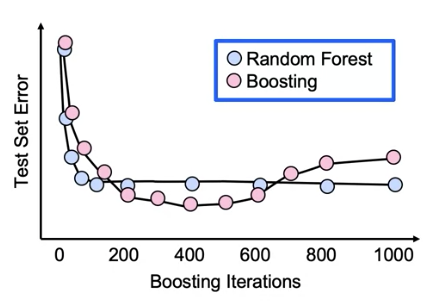 Random Forest
Boosting
Test Set Error
0 200 400 600 800 1000
Boosting Iterations